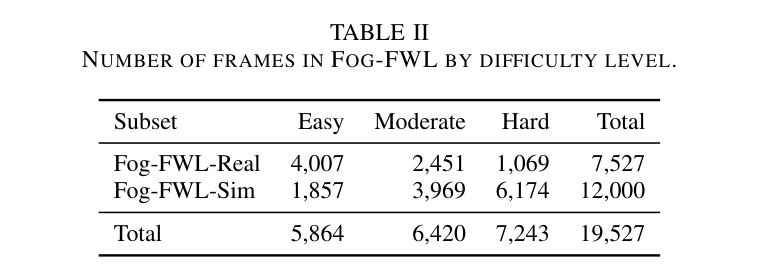 TABLE II
NUMBER OF FRAMES IN FOG-FWL BY DIFFICULTY LEVEL.
Subset Easy Moderate Hard Total
Fog-FWL-Real 4,007 2,451 1,069 7,527
Fog-FWL-Sim 1,857 3,969 6,174 12,000
Total 5,864 6,420 7,243 19,527